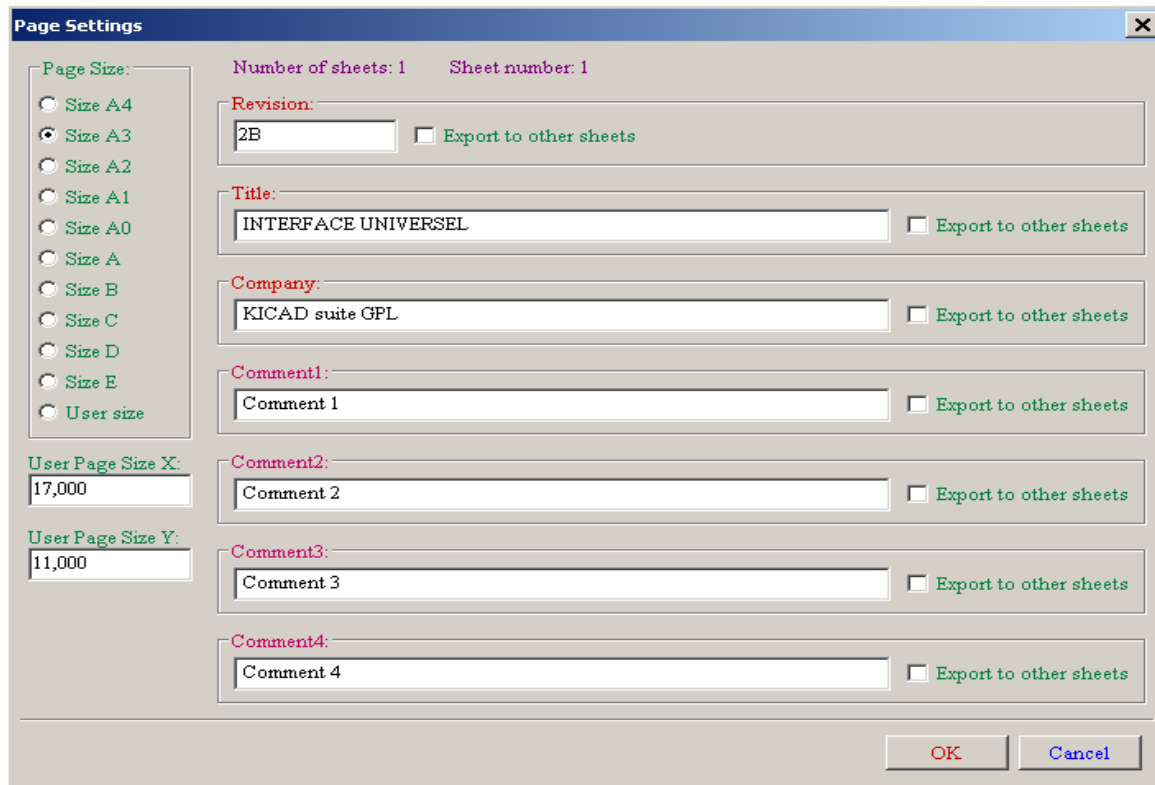 Page Settings
Page Size:
Size A4
Size A3
Size A2
Size A1
Size A0
Size A
Size B
Size C
Size D
Size E
User size
User Page Size X:
17,000
User Page Size Y:
11,000
Number of sheets: 1 Sheet number: 1
Revision:
2B Export to other sheets
Title:
INTERFACE UNIVERSEL Export to other sheets
Company:
KICAD suite GPL Export to other sheets
Comment1:
Comment 1 Export to other sheets
Comment2:
Comment 2 Export to other sheets
Comment3:
Comment 3 Export to other sheets
Comment4:
Comment 4 Export to other sheets
OK Cancel